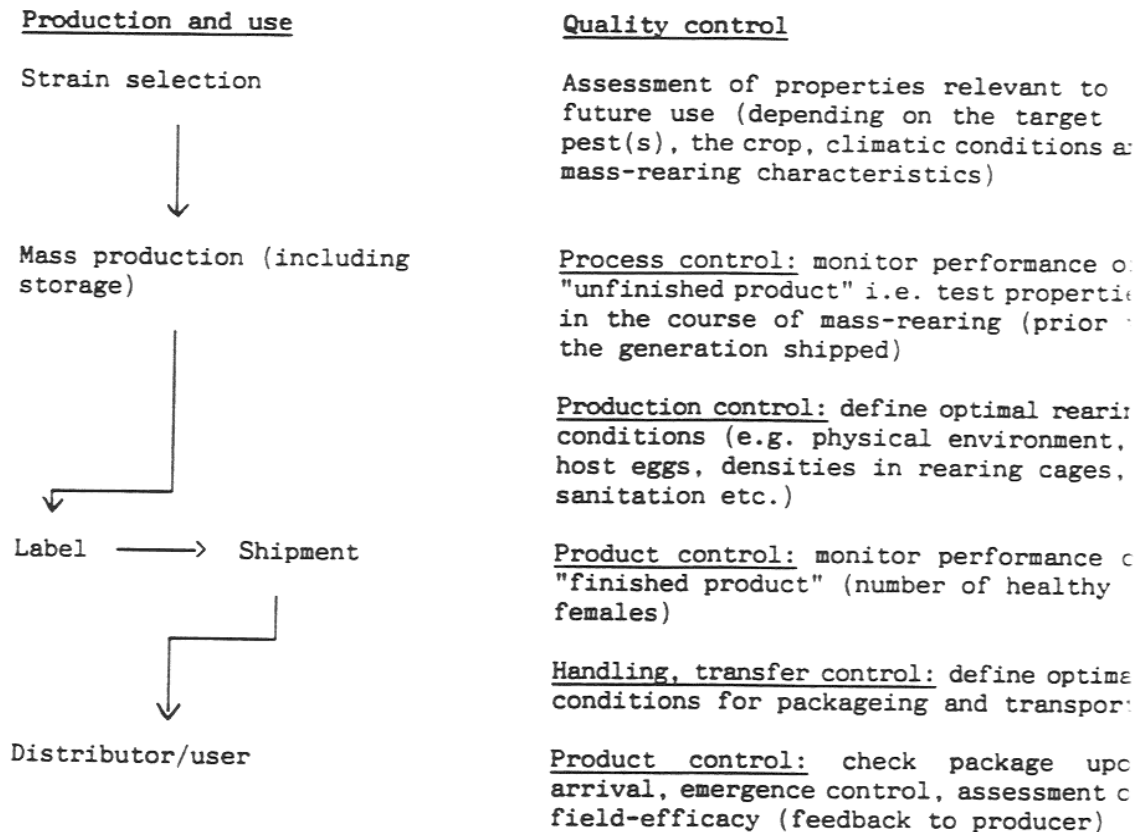 Production and use
Strain selection
Mass production (including
storage)
Label
Shipment
Distributor/user
Quality control
Assessment of properties relevant to
future use (depending on the target
pest(s), the crop, climatic conditions
mass-rearing characteristics)
Process control: monitor performance
"unfinished product" i.e. test
in the course of mass-rearing (prior
the generation shipped)
Production control: define optimal
conditions (e.g. physical environment,
host eggs, densities in rearing cages,
sanitation etc.)
Product control: monitor performance
"finished product" (number of healthy
females)
Handling, transfer control: define
conditions for packageing and
Product control: check package
arrival, emergence control, assessment
field-efficacy (feedback to producer)